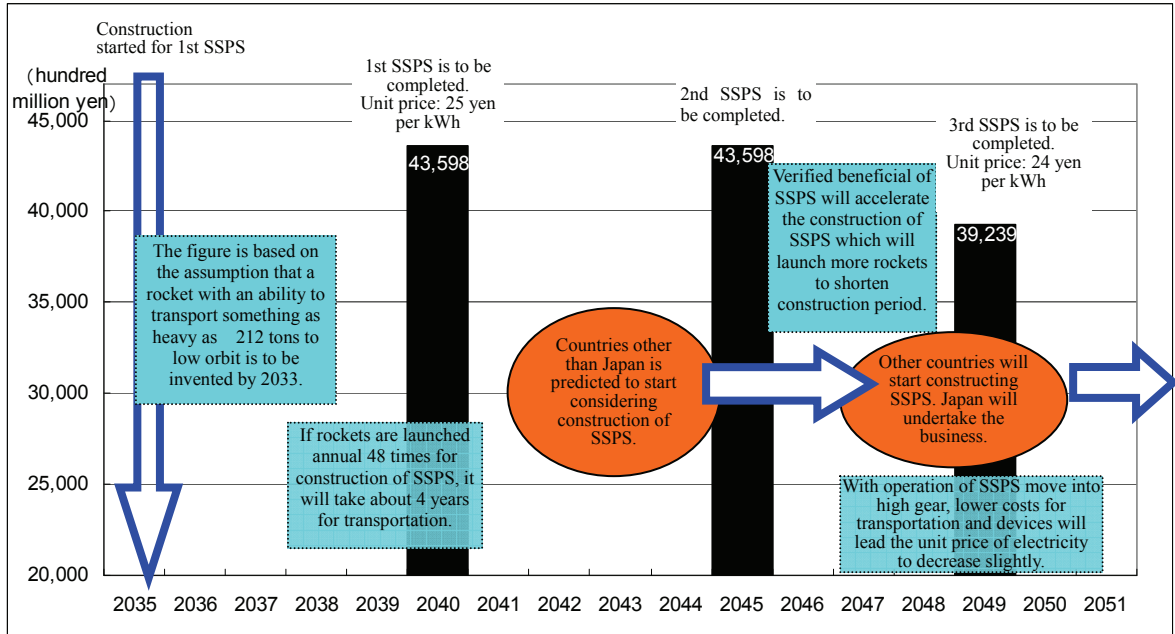 Construction
started for 1st SSPS
(hundred
million yen)
45,000
40,000
35,000
30,000
25,000
20,000
1st SSPS is to be
completed.
Unit price: 25 yen
per kWh
43,598
2nd SSPS is to
be completed.
43,598
3rd SSPS is to be
completed.
Unit price: 24 yen
per kWh
39,239
Verified beneficial of
SSPS will accelerate
the construction of
SSPS which will
launch more rockets
to shorten
construction period.
The figure is based on
the assumption that a
rocket with an ability to
transport something as
heavy as 212 tons to
low orbit is to be
invented by 2033.
Countries other
than Japan is
predicted to start
considering
construction of
SSPS.
Other countries will
start constructing
SSPS. Japan will
undertake the
business.
If rockets are launched
annual 48 times for
construction of SSPS, it
will take about 4 years
for transportation.
With operation of SSPS move into
high gear, lower costs for
transportation and devices will
lead the unit price of electricity
to decrease slightly.
2035 2036 2037 2038 2039 2040 2041 2042 2043 2044 2045 2046 2047 2048 2049 2050 2051